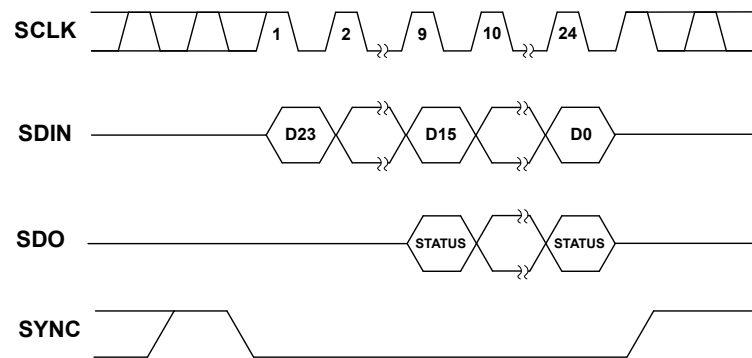 SCLK 1 2 9 10 24
SDIN D23 D15 D0
SDO STATUS STATUS
SYNC